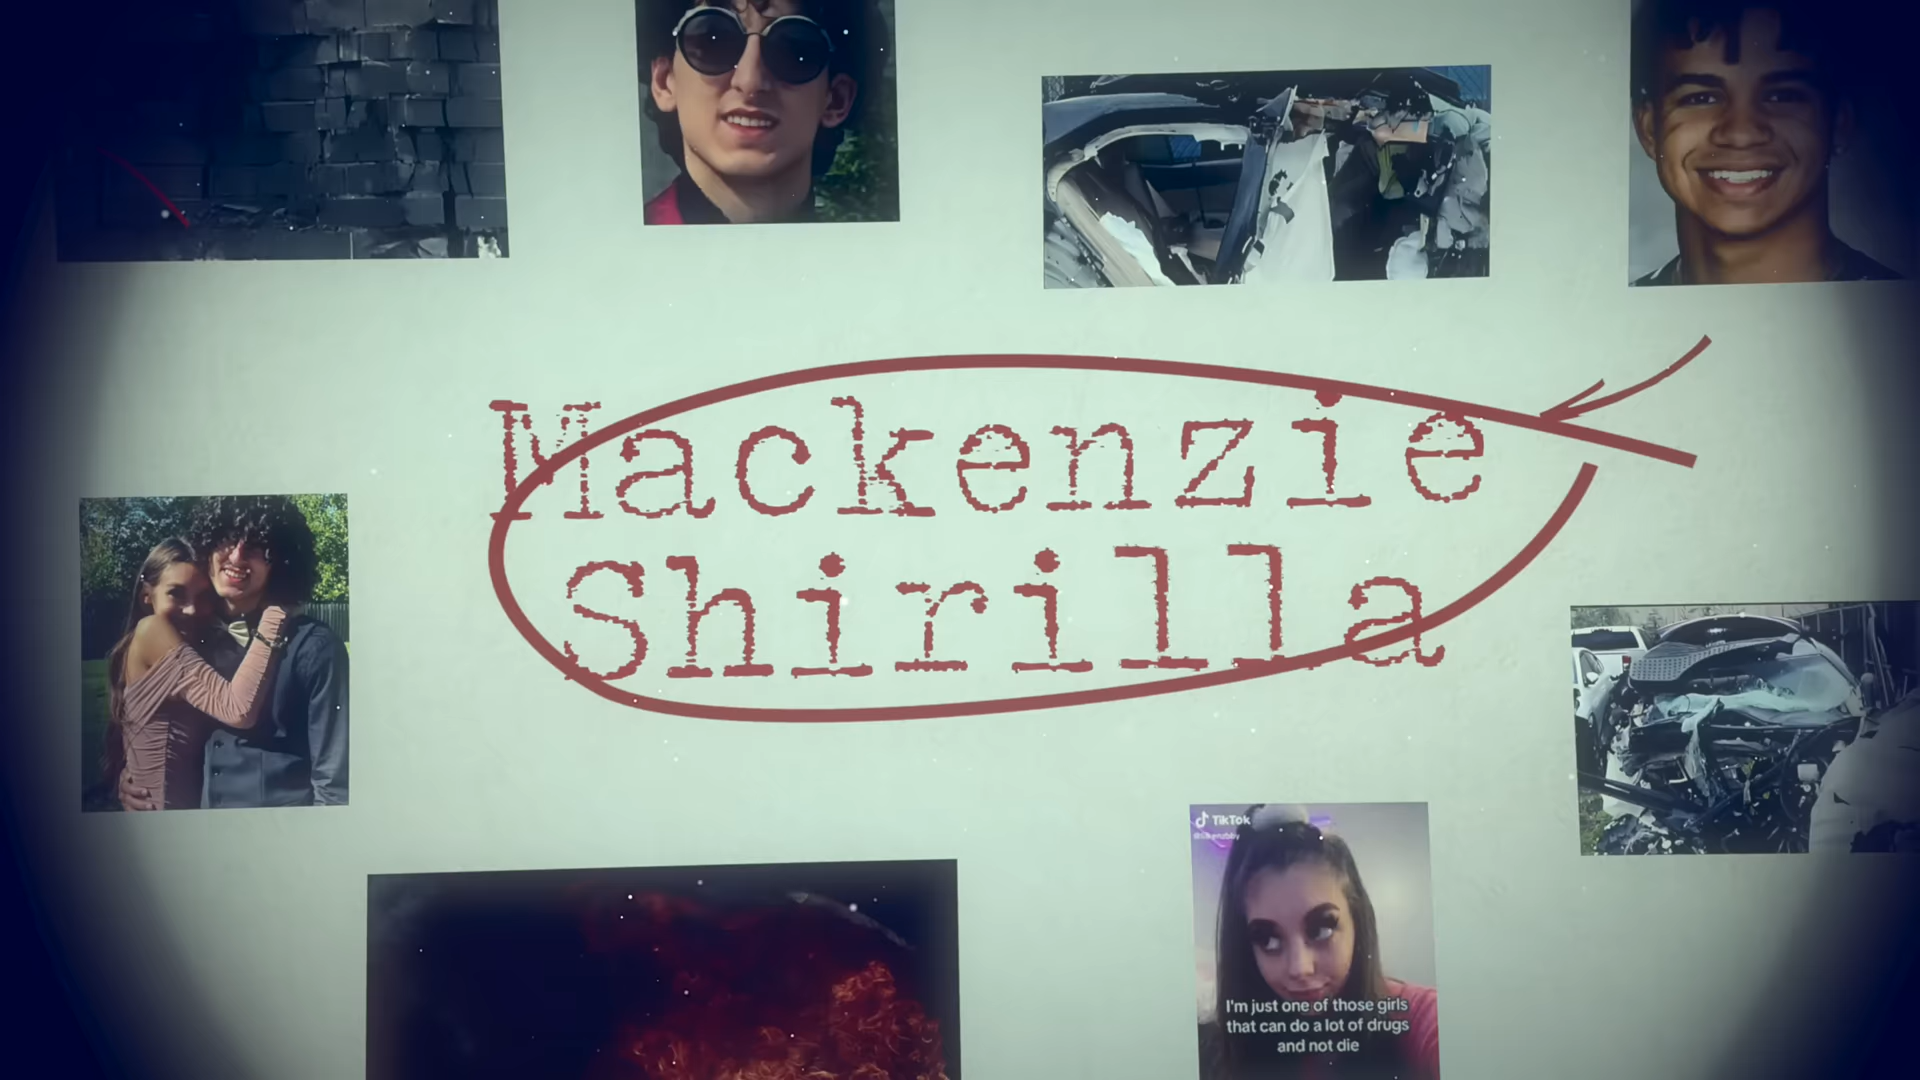 Mackenzie
Shirilla
TikTok
I'm just one of those girls
that can do a lot of drugs
and not die